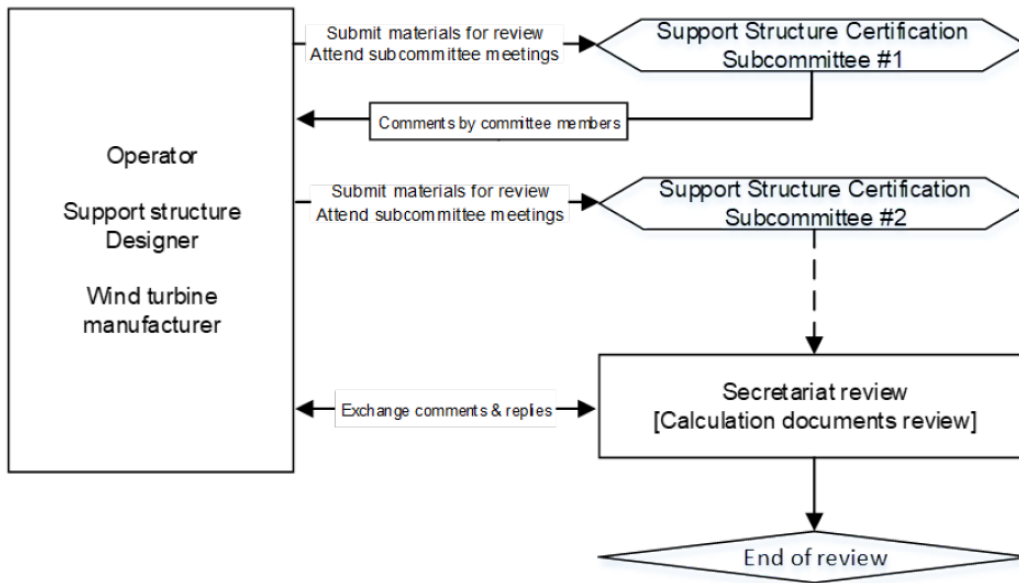 Submit materials for review
Attend subcommittee meetings
Support Structure Certification
Subcommittee #1
Comments by committee members
Operator
Support structure
Designer
Wind turbine
manufacturer
Submit materials for review
Attend subcommittee meetings
Support Structure Certification
Subcommittee #2
Exchange comments & replies
Secretariat review
[Calculation documents review]
End of review